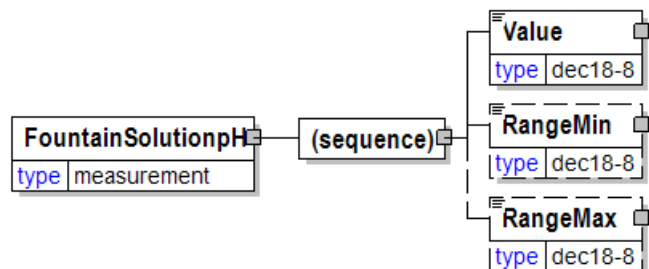 Value
type dec18-8
FountainSolutionpH
type measurement
(sequence)
RangeMin
type dec18-8
RangeMax
type dec18-8